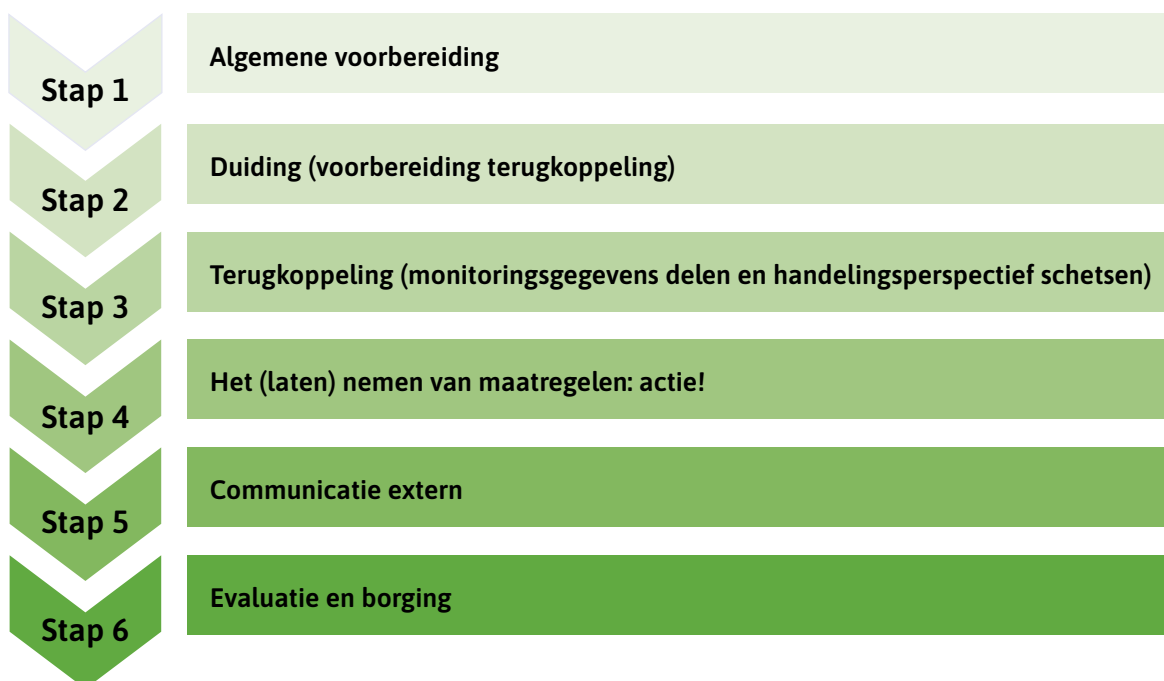 Stap 1
Algemene voorbereiding
Stap 2
Duiding (voorbereiding terugkoppeling)
Stap 3
Terugkoppeling (monitoringsgegevens delen en handelingsperspectief schetsen)
Stap 4
Het (laten) nemen van maatregelen: actie!
Stap 5
Communicatie extern
Stap 6
Evaluatie en borging